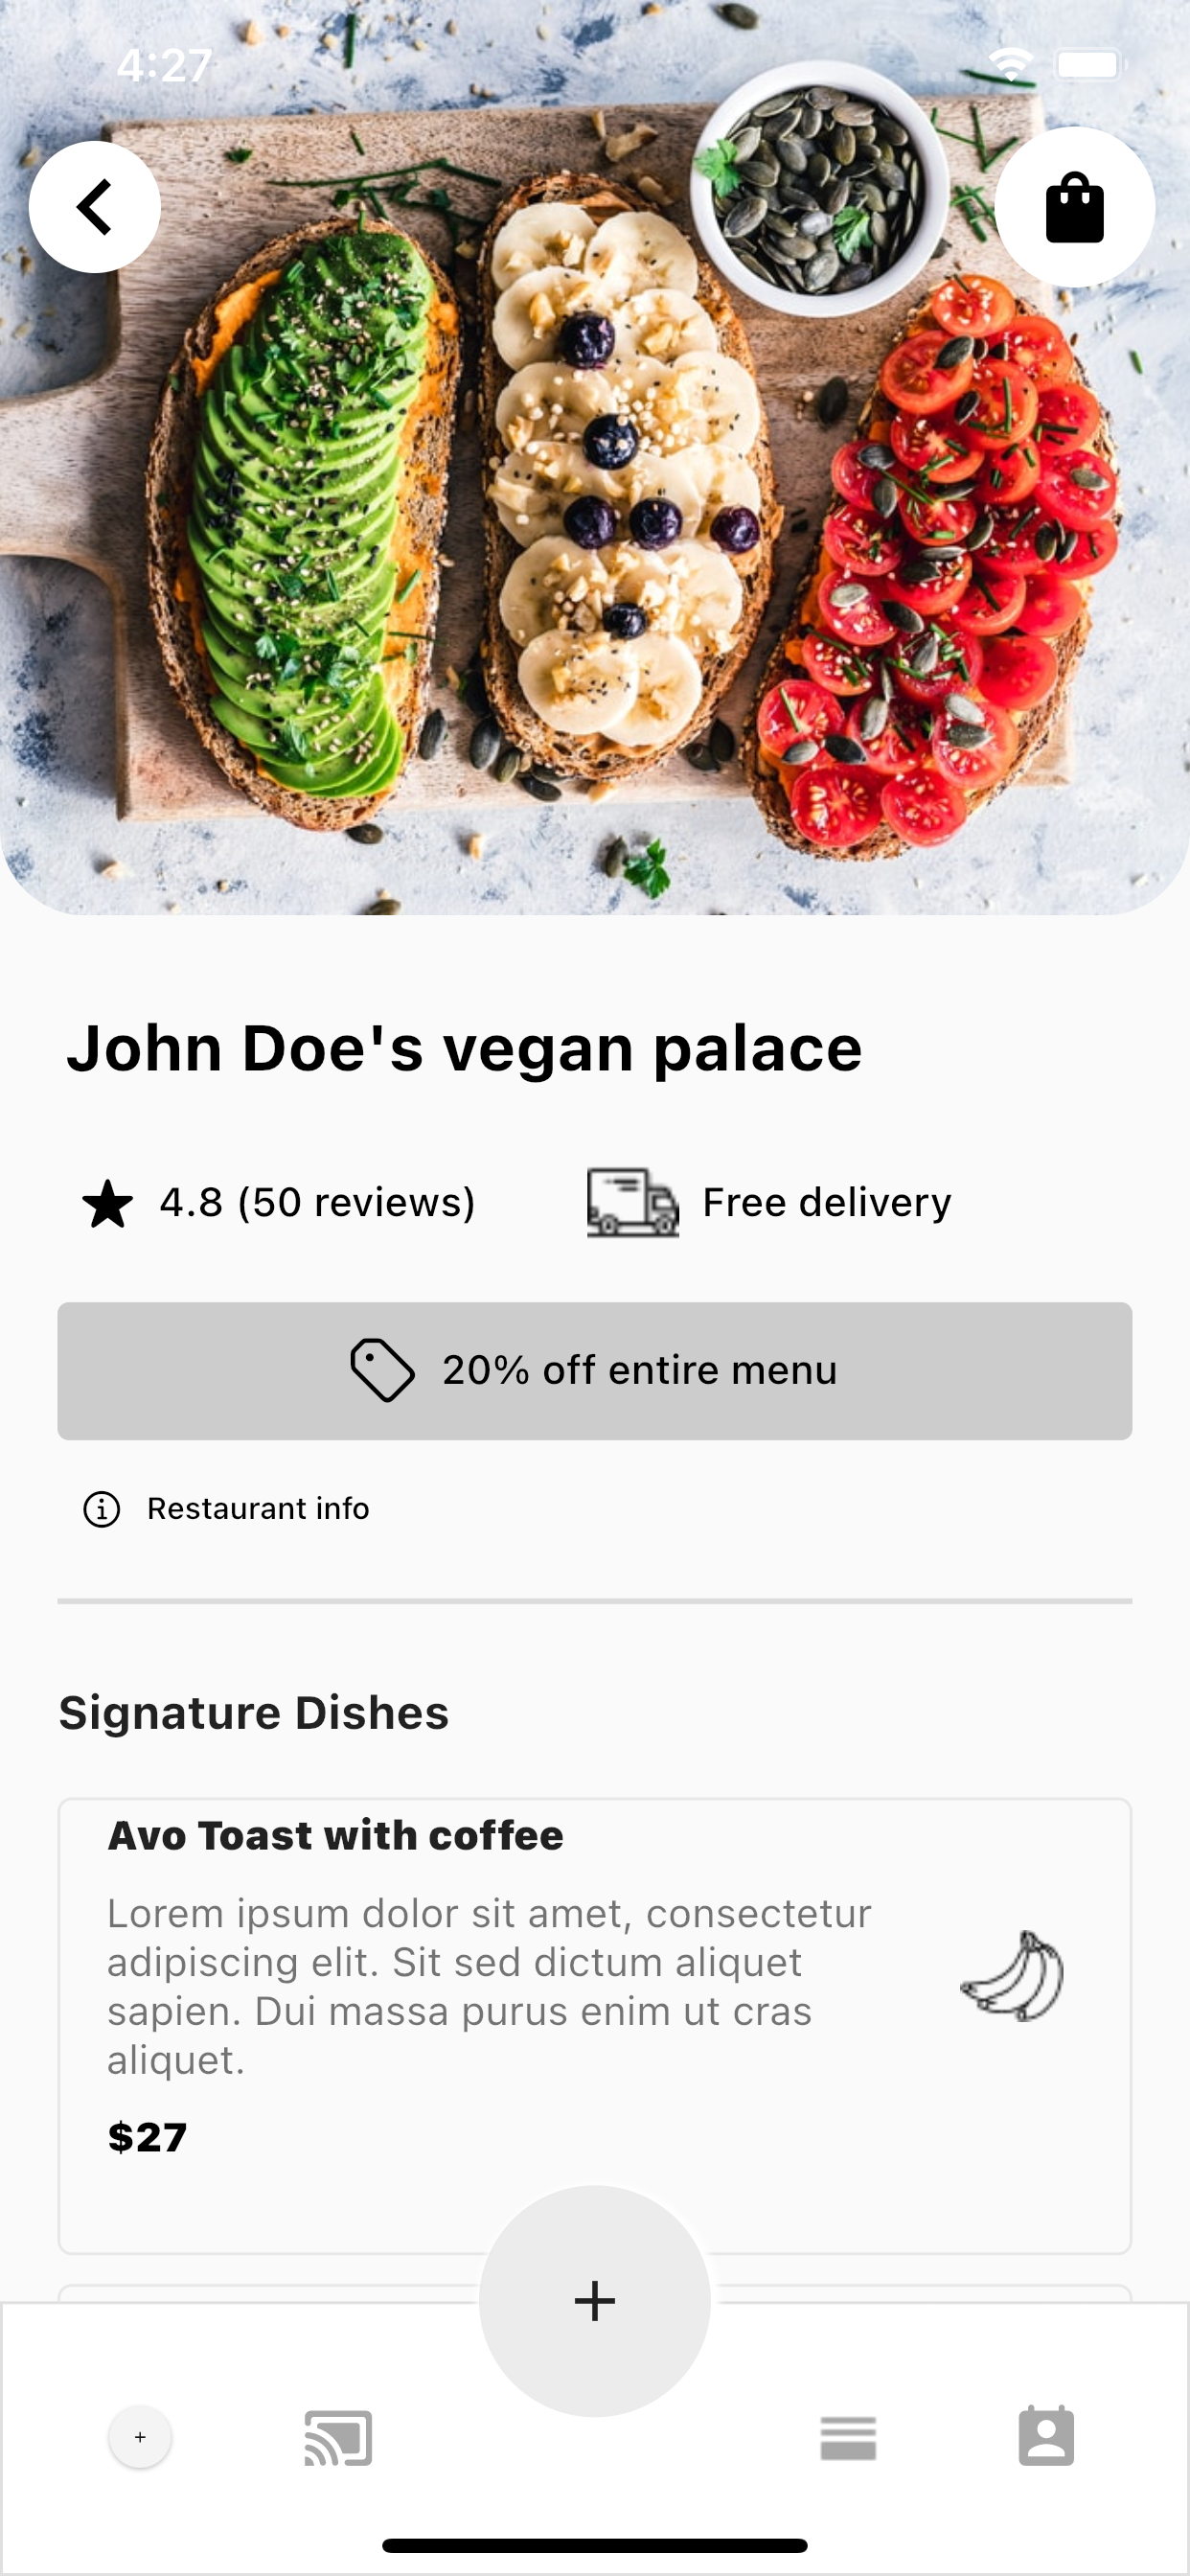 4:27
John Doe's vegan palace
4.8 (50 reviews)
Free delivery
20% off entire menu
Restaurant info
Signature Dishes
Avo Toast with coffee
Lorem ipsum dolor sit amet, consectetur
adipiscing elit. Sit sed dictum aliquet
sapien. Dui massa purus enim ut cras
aliquet.
$27